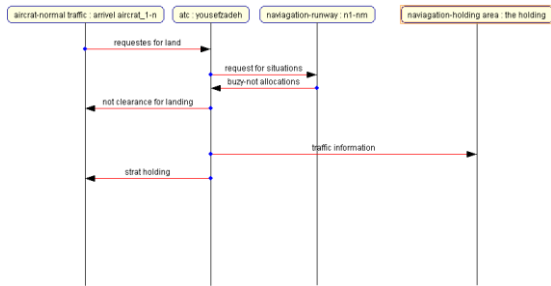 aircrat-normal traffic : arrivel aircrat_1-n
atc : yousefzadeh
naviagation-runway : n1-nm
naviagation-holding area : the holding
requestes for land
request for situations
buzy-not allocations
not clearance for landing
traffic information
strat holding